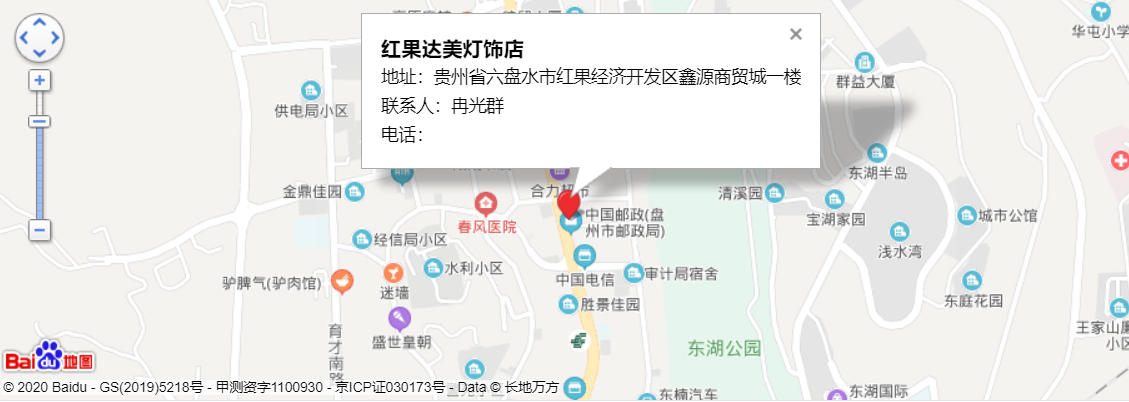 华屯小学
红果达美灯饰店
地址：贵州省六盘水市红果经济开发区鑫源商贸城一楼
联系人：冉光群
电话：
群益大厦
供电局小区
东湖半岛
金鼎佳园
合力超市
清溪园
春风医院
中国邮政(盘
州市邮政局)
宝湖家园
城市公馆
经信局小区
浅水湾
水利小区
驴脾气(驴肉馆)
迷墙
中国电信
审计局宿舍
胜景佳园
东庭花园
盛世皇朝
育才南路
东湖公园
王家山廉
小区
Bai du 地图
© 2020 Baidu - GS(2019)5218号 - 甲测资字1100930 - 京ICP证030173号 - Data © 长地万方
东楠汽车
东湖国际